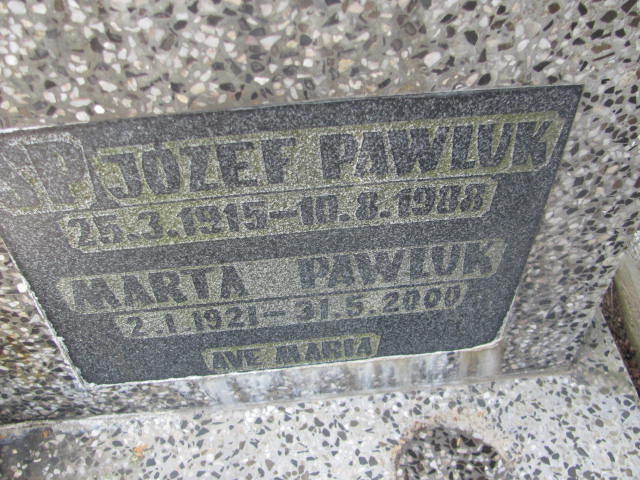 ŚP JÓZEF PAWLUK
25.3.1915-10.8.1988
MARTA PAWLUK
2.1.1921-31.5.2000
AVE MARIA